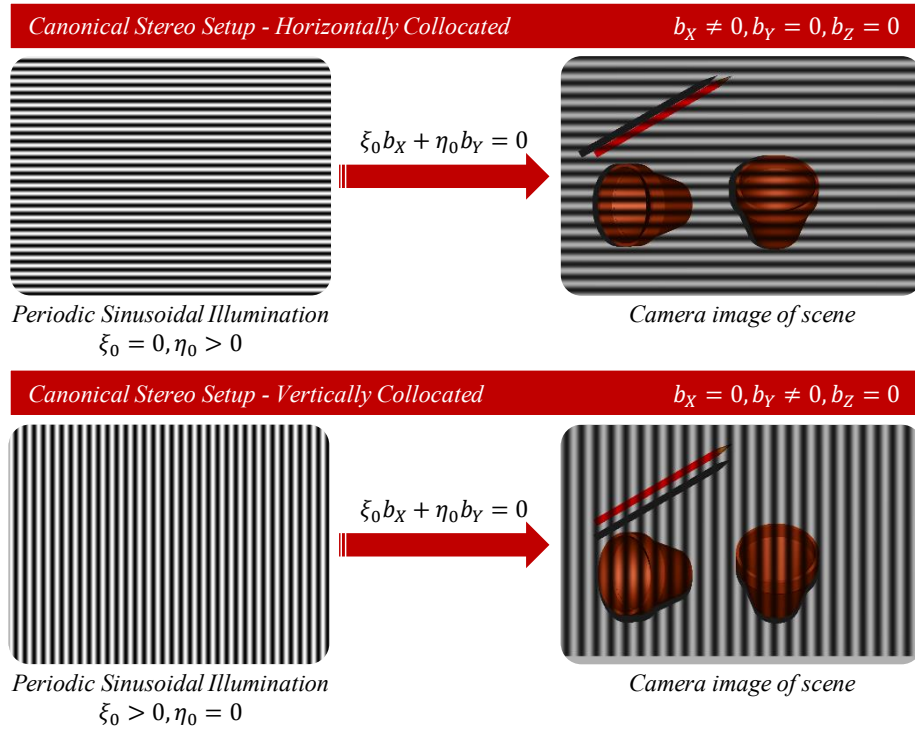 Canonical Stereo Setup - Horizontally Collocated b_X ≠ 0, b_Y = 0, b_Z = 0
ξ_0 b_X + η_0 b_Y = 0
Periodic Sinusoidal Illumination
ξ_0 = 0, η_0 > 0
Camera image of scene
Canonical Stereo Setup - Vertically Collocated b_X = 0, b_Y ≠ 0, b_Z = 0
ξ_0 b_X + η_0 b_Y = 0
Periodic Sinusoidal Illumination
ξ_0 > 0, η_0 = 0
Camera image of scene